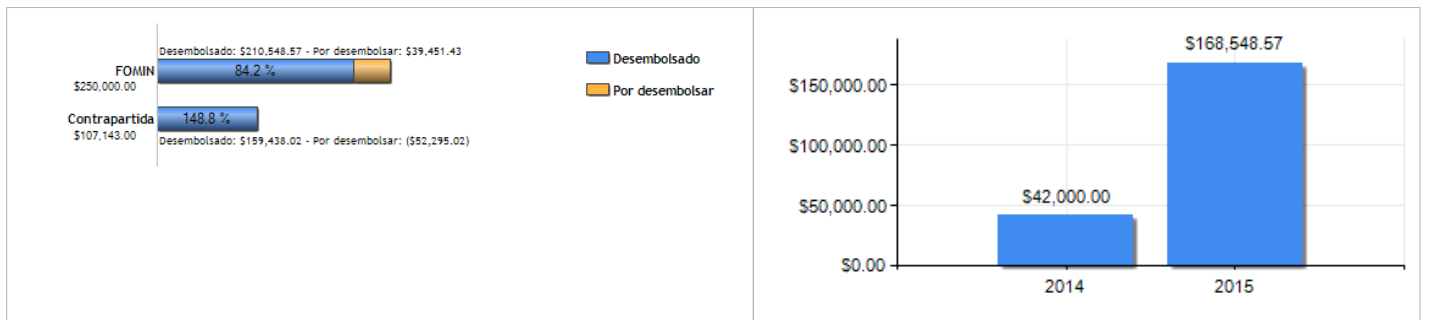 Desembolsado: $210,548.57 - Por desembolsar: $39,451.43
FOMIN
84.2 %
$250,000.00
Contrapartida
148.8 %
$107,143.00
Desembolsado: $159,438.02 - Por desembolsar: ($52,295.02)
Desembolsado
Por desembolsar
$168,548.57
$150,000.00
$100,000.00
$42,000.00
$50,000.00
$0.00
2014 2015